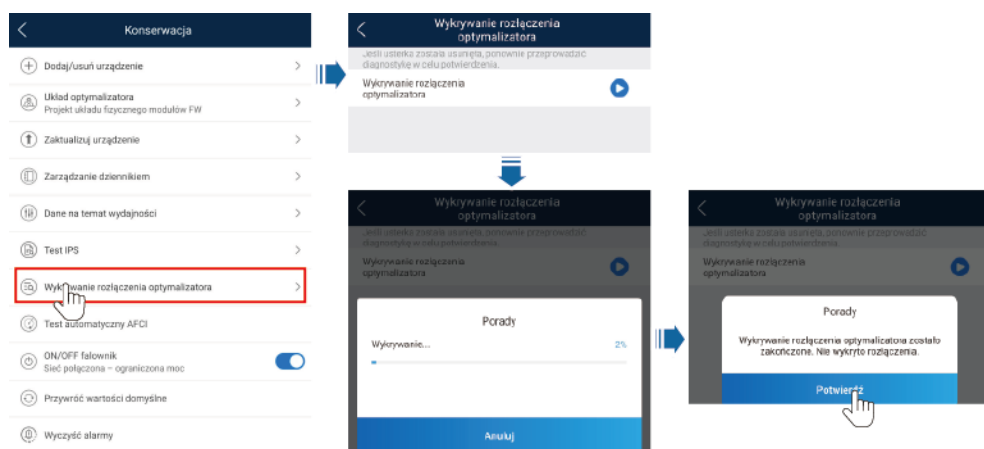 Konserwacja
Dodaj/usuń urządzenie
Układ optymalizatora
Projekt układu fizycznego modułów FW
Zaktualizuj urządzenie
Zarządzanie dziennikiem
Dane na temat wydajności
Test IPS
Wykrywanie rozłączenia optymalizatora
Test automatyczny AFCI
ON/OFF falownik
Sieć połączona – ograniczona moc
Przywróć wartości domyślne
Wyczyść alarmy
Wykrywanie rozłączenia
optymalizatora
Jeśli usterka została usunięta, ponownie przeprowadzić
diagnostykę w celu potwierdzenia.
Wykrywanie rozłączenia
optymalizatora
Wykrywanie rozłączenia
optymalizatora
Jeśli usterka została usunięta, ponownie przeprowadzić
diagnostykę w celu potwierdzenia.
Wykrywanie rozłączenia
optymalizatora
Porady
Wykrywanie... 2%
Anuluj
Wykrywanie rozłączenia
optymalizatora
Jeśli usterka została usunięta, ponownie przeprowadzić
diagnostykę w celu potwierdzenia.
Wykrywanie rozłączenia
optymalizatora
Porady
Wykrywanie rozłączenia optymalizatora zostało
zakończone. Nie wykryto rozłączenia.
Potwierdź